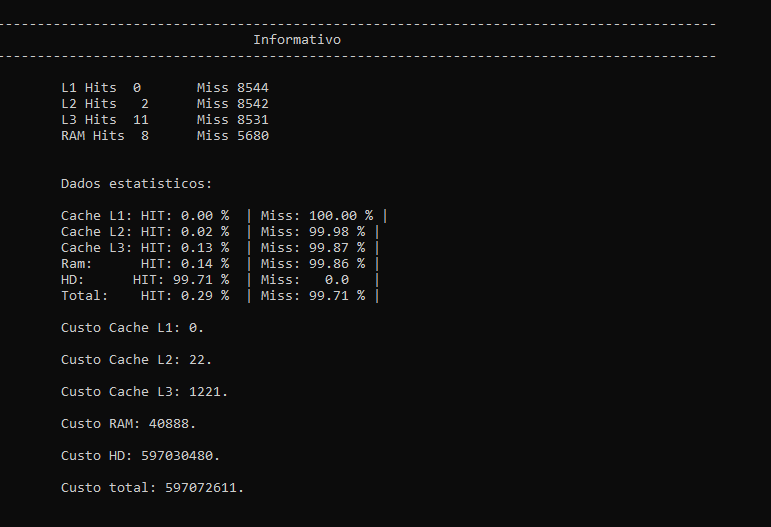 Informativo
L1 Hits 0 Miss 8544
L2 Hits 2 Miss 8542
L3 Hits 11 Miss 8531
RAM Hits 8 Miss 5680
Dados estatisticos:
Cache L1: HIT: 0.00 % | Miss: 100.00 % |
Cache L2: HIT: 0.02 % | Miss: 99.98 % |
Cache L3: HIT: 0.13 % | Miss: 99.87 % |
Ram: HIT: 0.14 % | Miss: 99.86 % |
HD: HIT: 99.71 % | Miss: 0.0 |
Total: HIT: 0.29 % | Miss: 99.71 % |
Custo Cache L1: 0.
Custo Cache L2: 22.
Custo Cache L3: 1221.
Custo RAM: 40888.
Custo HD: 597030480.
Custo total: 597072611.